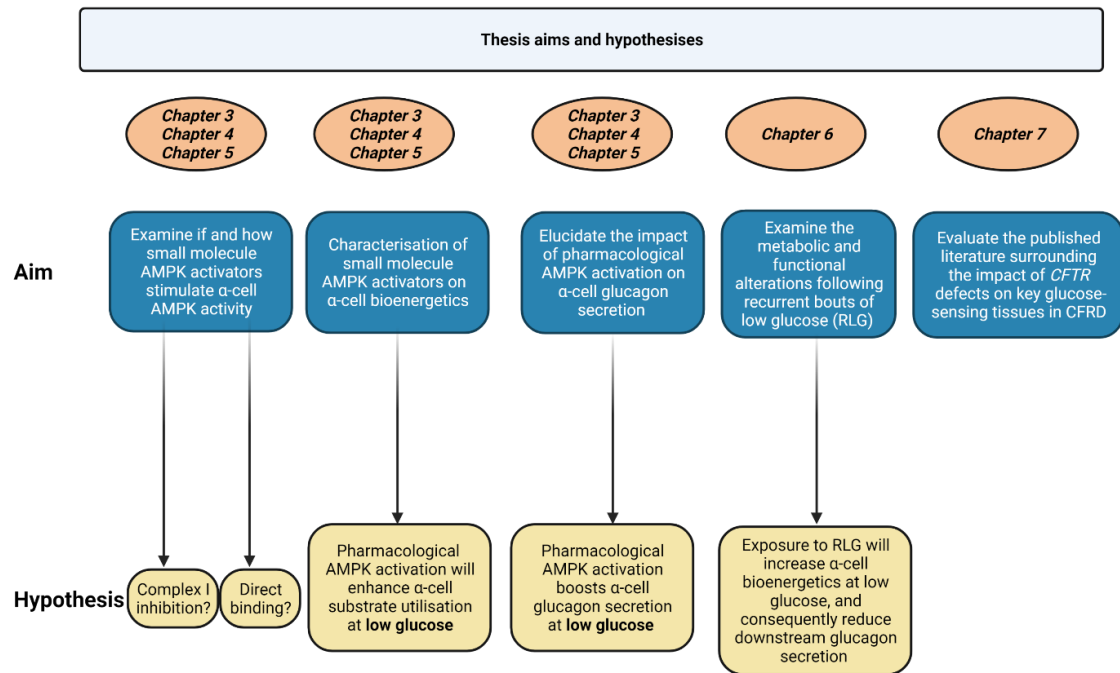 Thesis aims and hypothesises
Chapter 3
Chapter 4
Chapter 5
Chapter 3
Chapter 4
Chapter 5
Chapter 3
Chapter 4
Chapter 5
Chapter 6
Chapter 7
Aim
Examine if and how
small molecule
AMPK activators
stimulate α-cell
AMPK activity
Characterisation of
small molecule
AMPK activators on
α-cell bioenergetics
Elucidate the impact
of pharmacological
AMPK activation on
α-cell glucagon
secretion
Examine the
metabolic and
functional
alterations following
recurrent bouts of
low glucose (RLG)
Evaluate the published
literature surrounding
the impact of CFTR
defects on key glucose-
sensing tissues in CFRD
Hypothesis
Complex I
inhibition?
Direct
binding?
Pharmacological
AMPK activation will
enhance α-cell
substrate utilisation
at low glucose
Pharmacological
AMPK activation
boosts α-cell
glucagon secretion
at low glucose
Exposure to RLG will
increase α-cell
bioenergetics at low
glucose, and
consequently reduce
downstream glucagon
secretion